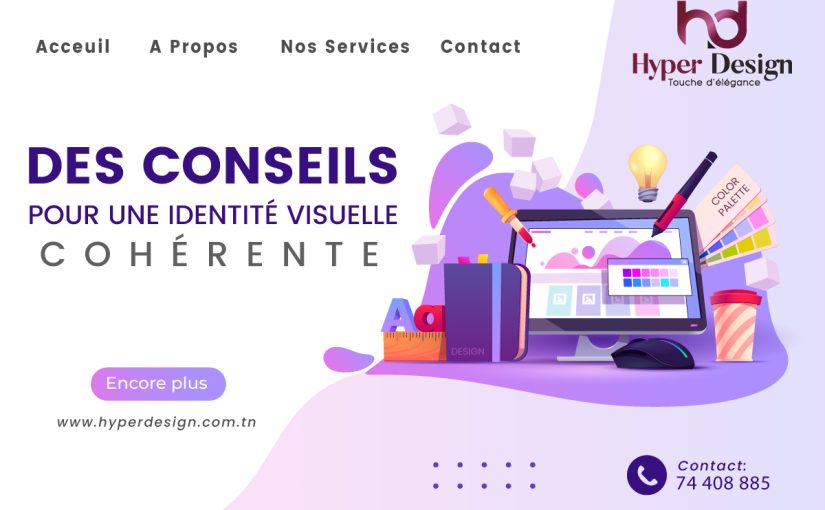 Acceuil A Propos Nos Services Contact
hd
Hyper Design
Touche d'élégance
DES CONSEILS
POUR UNE IDENTITÉ VISUELLE
COHÉRENTE
COLOR
PALETTE
Aa
DESIGN
Encore plus
www.hyperdesign.com.tn
Contact:
74 408 885